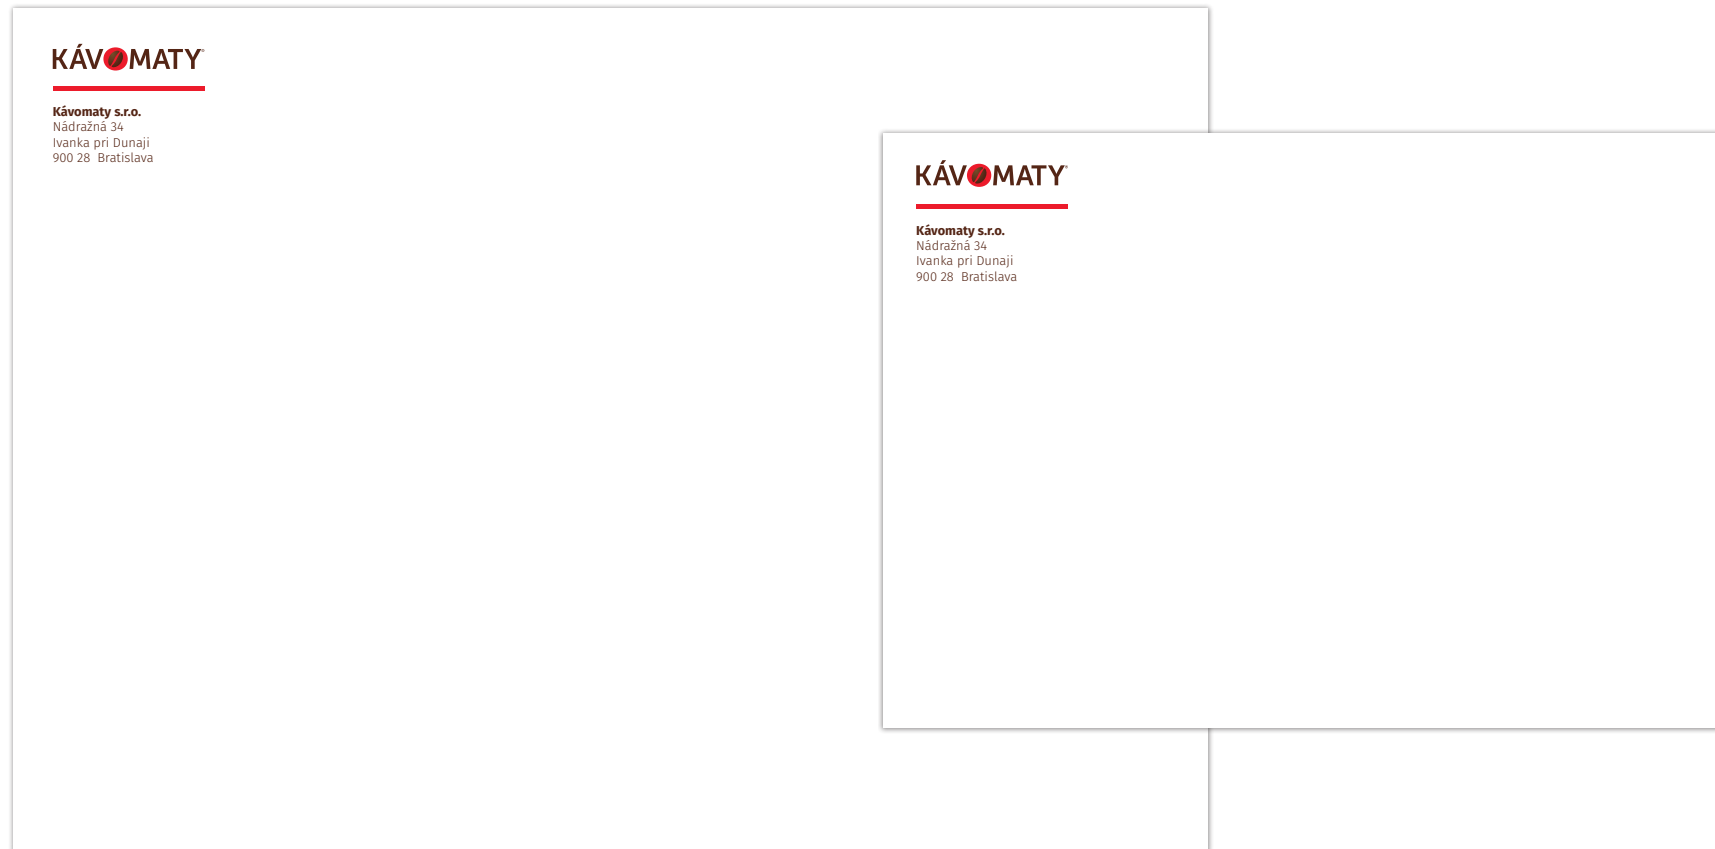 KÁVOMATY®
Kávomaty s.r.o.
Nádražná 34
Ivanka pri Dunaji
900 28  Bratislava
KÁVOMATY®
Kávomaty s.r.o.
Nádražná 34
Ivanka pri Dunaji
900 28  Bratislava